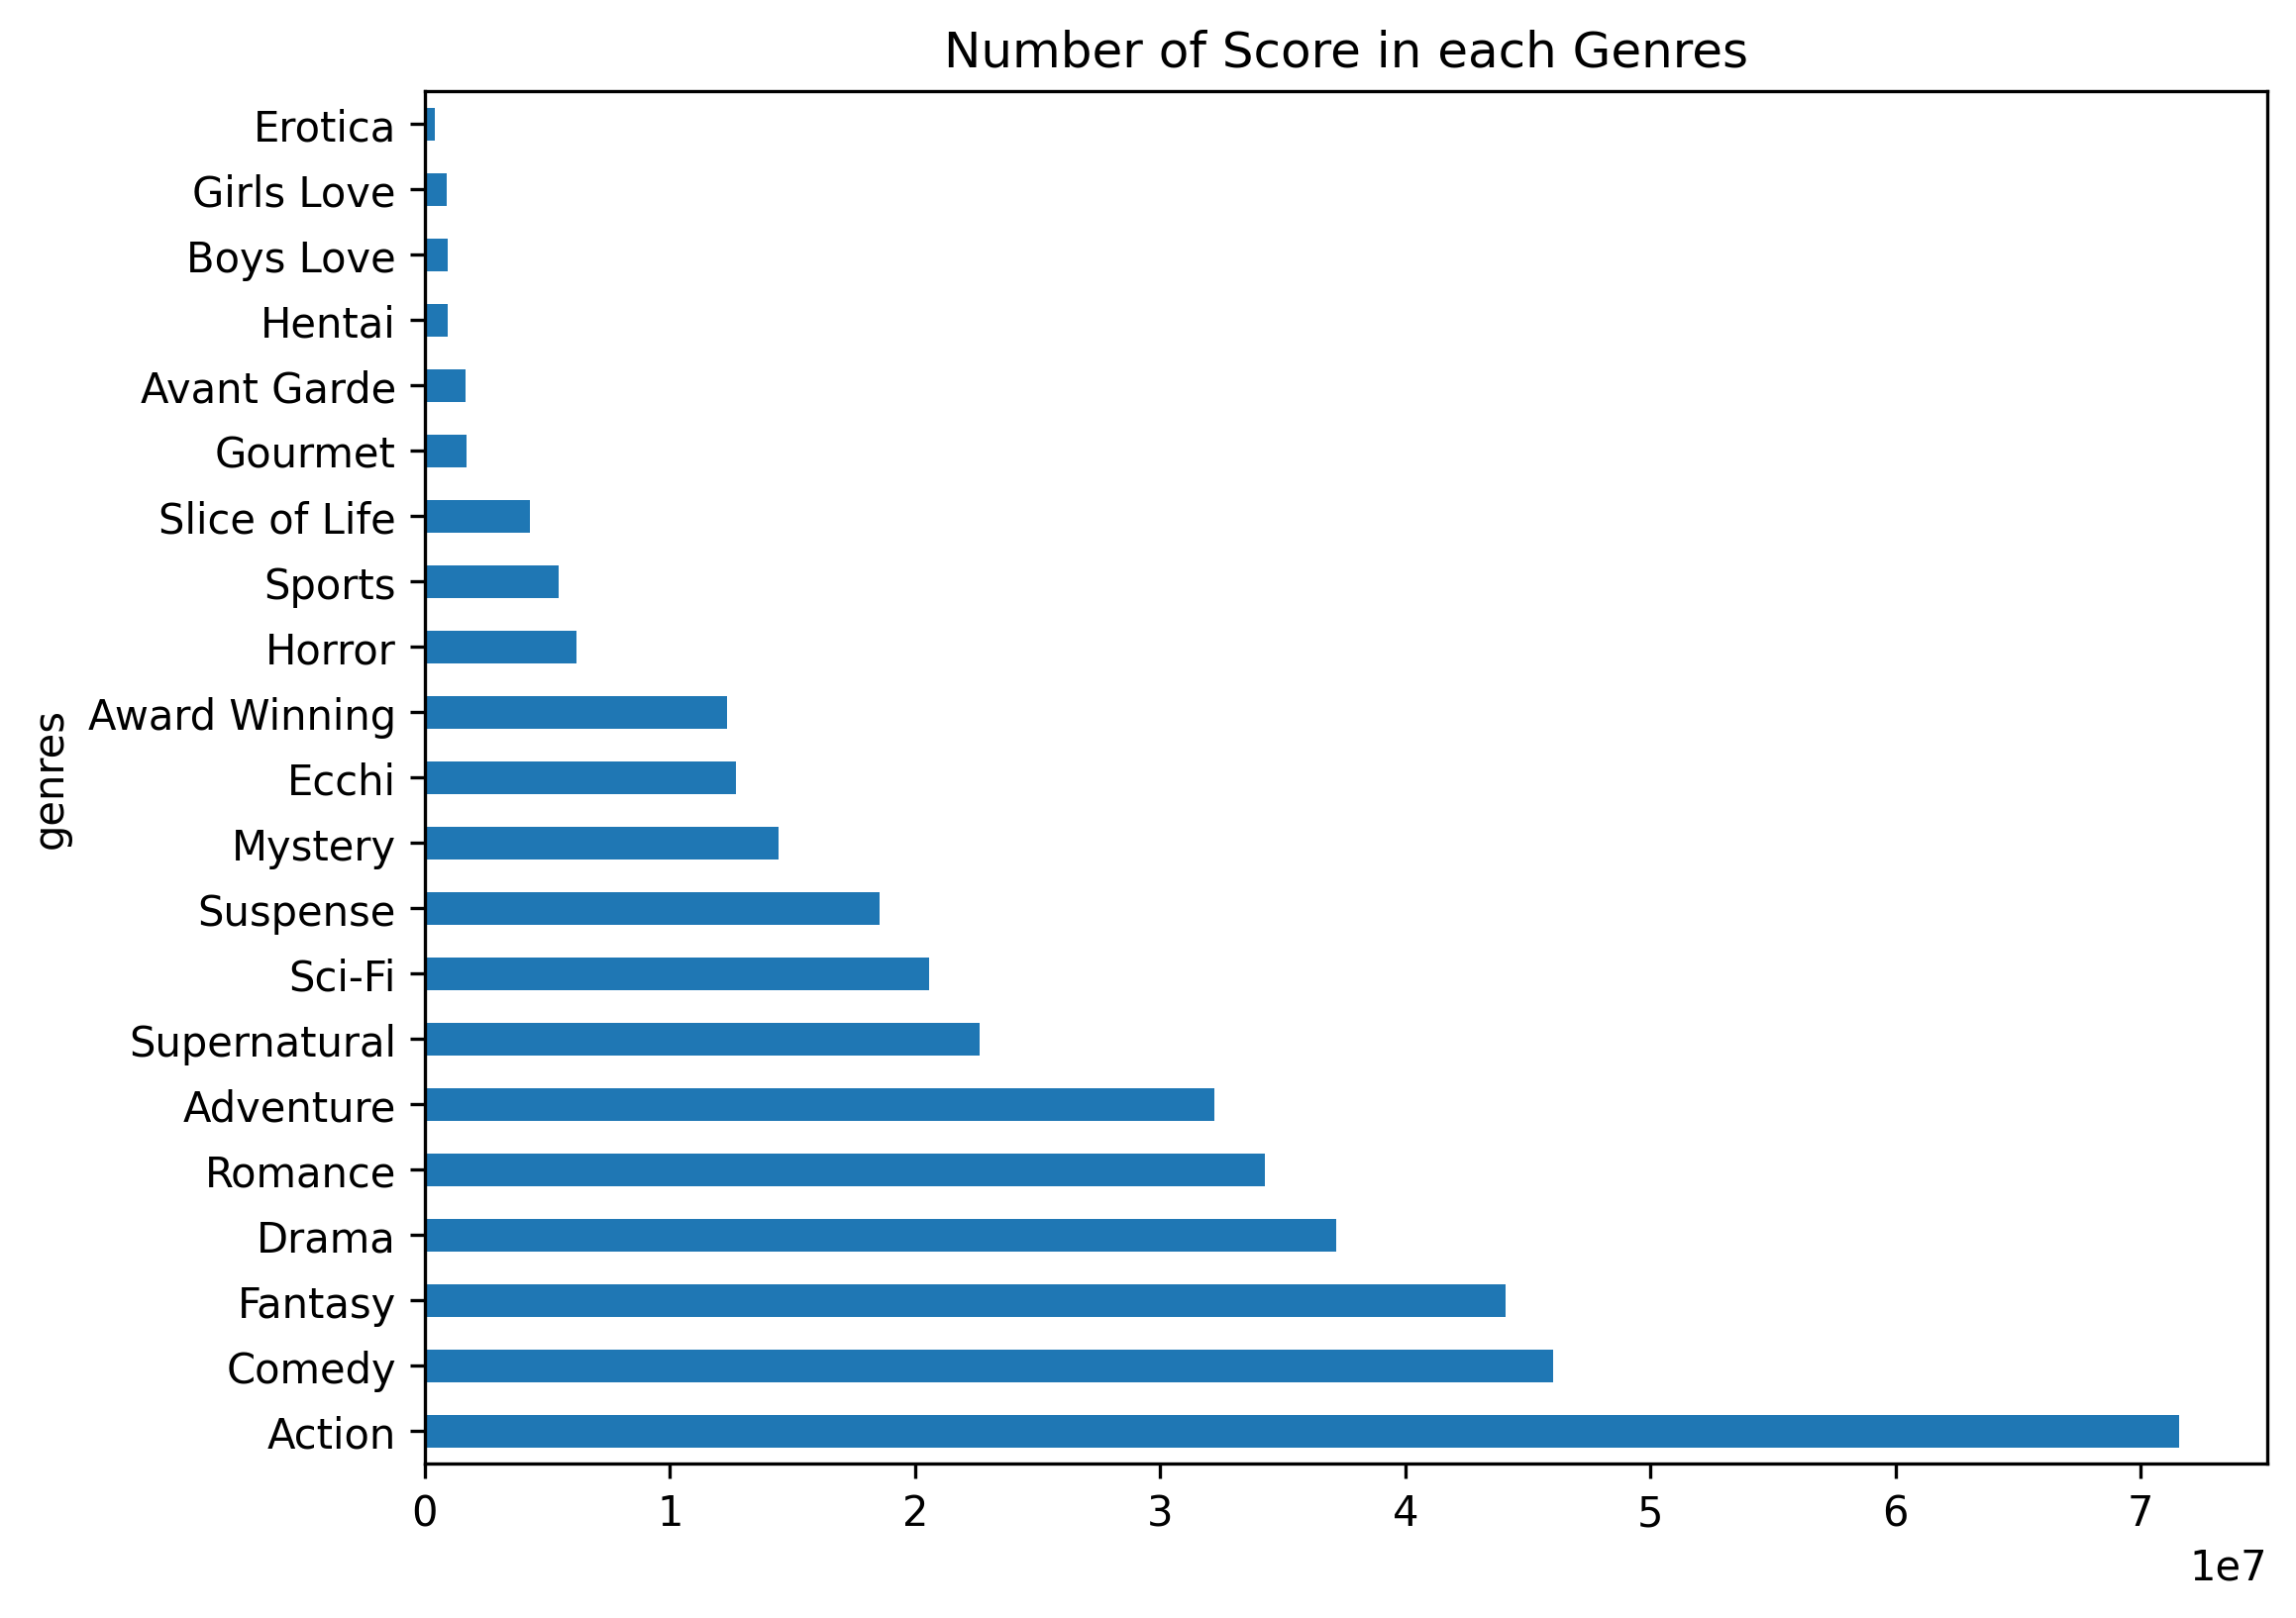 Number of Score in each Genres
genres
Erotica
Girls Love
Boys Love
Hentai
Avant Garde
Gourmet
Slice of Life
Sports
Horror
Award Winning
Ecchi
Mystery
Suspense
Sci-Fi
Supernatural
Adventure
Romance
Drama
Fantasy
Comedy
Action
0 1 2 3 4 5 6 7
1e7